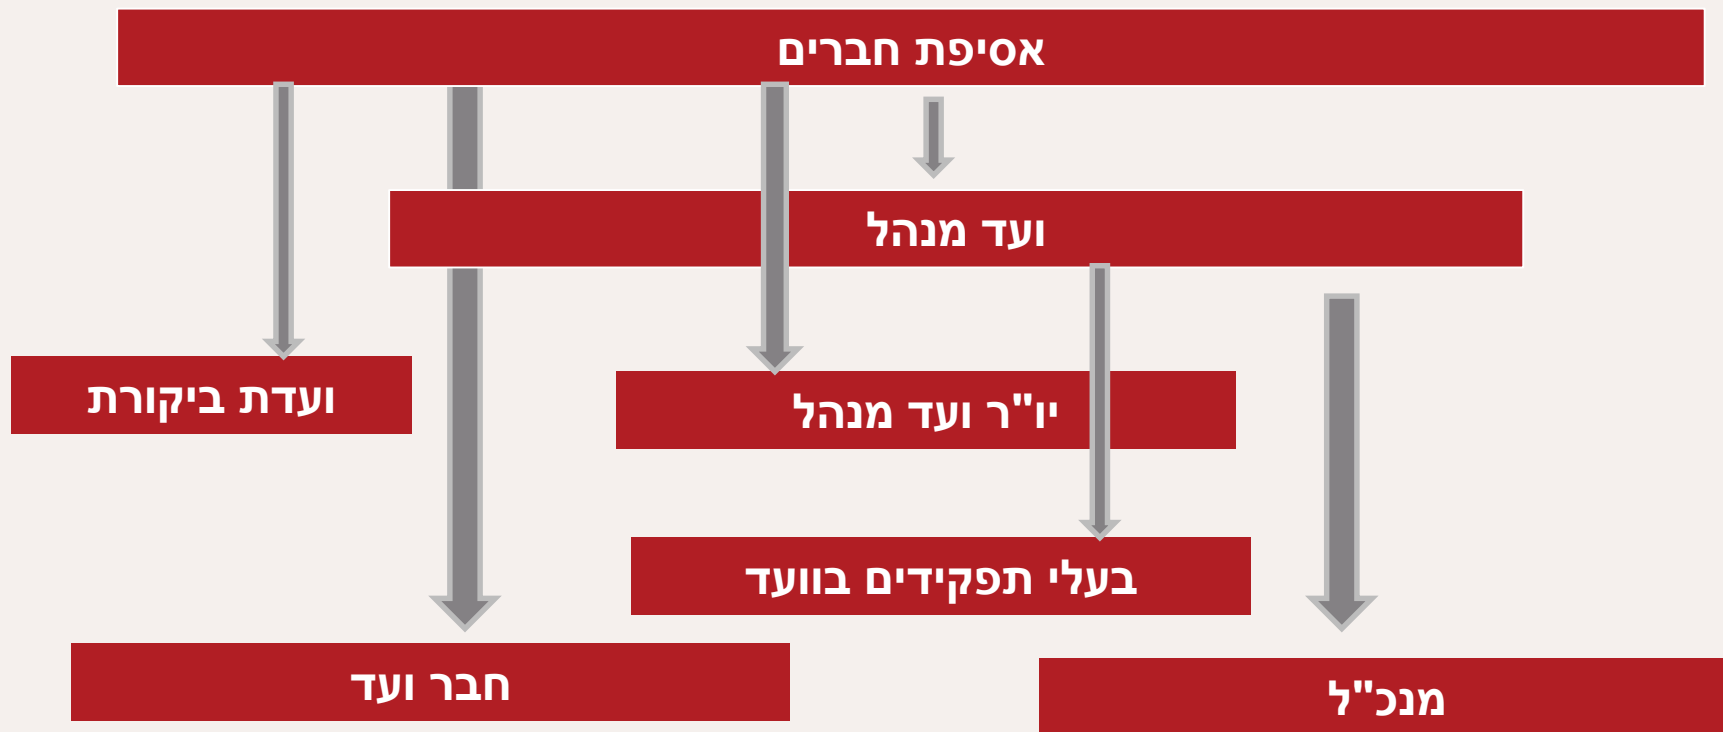 אסיפת חברים
ועד מנהל
ועדת ביקורת
יו"ר ועד מנהל
בעלי תפקידים בוועד
חבר ועד
מנכ"ל